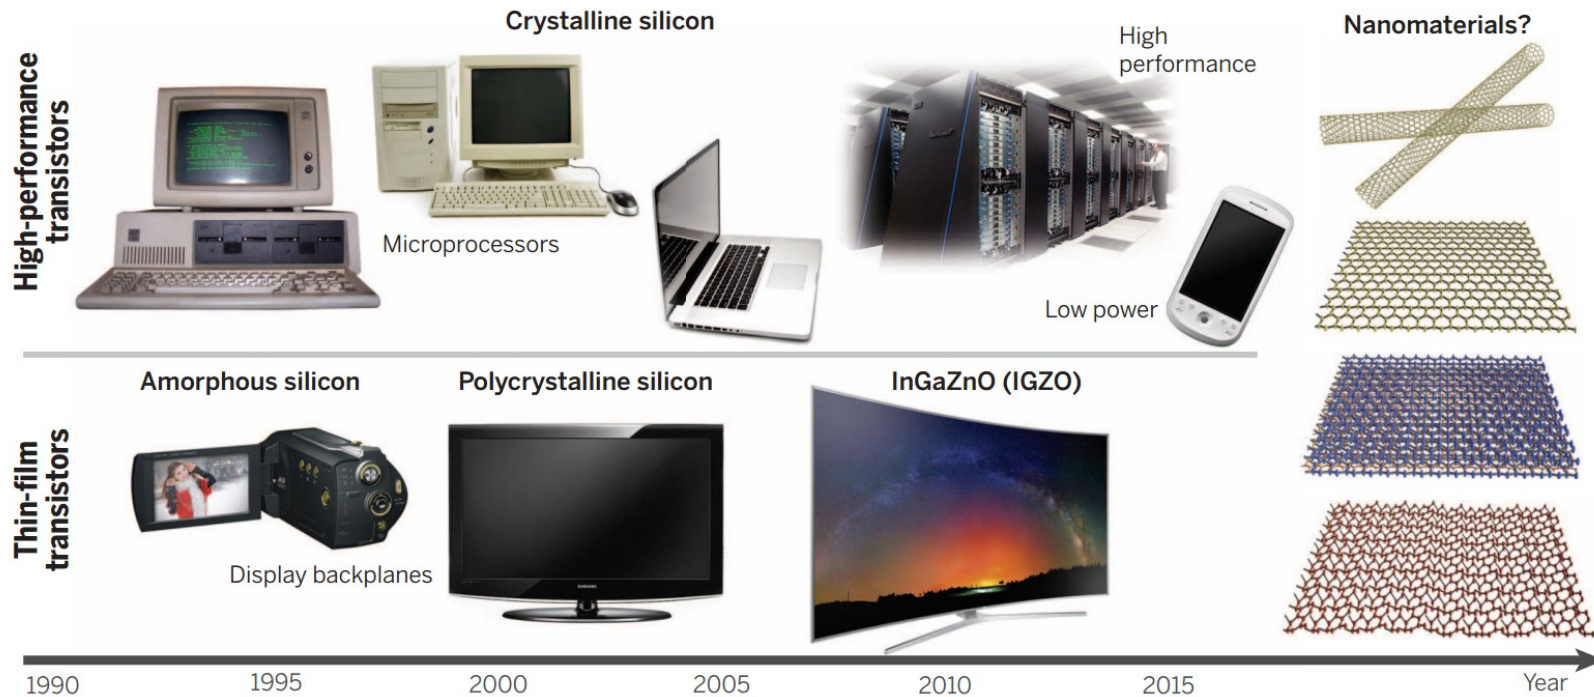 Crystalline silicon
Nanomaterials?
High-performance
transistors
High
performance
Microprocessors
Low power
Amorphous silicon
Polycrystalline silicon
InGaZnO (IGZO)
Thin-film
transistors
Display backplanes
SAMSUNG
1990
1995
2000
2005
2010
2015
Year